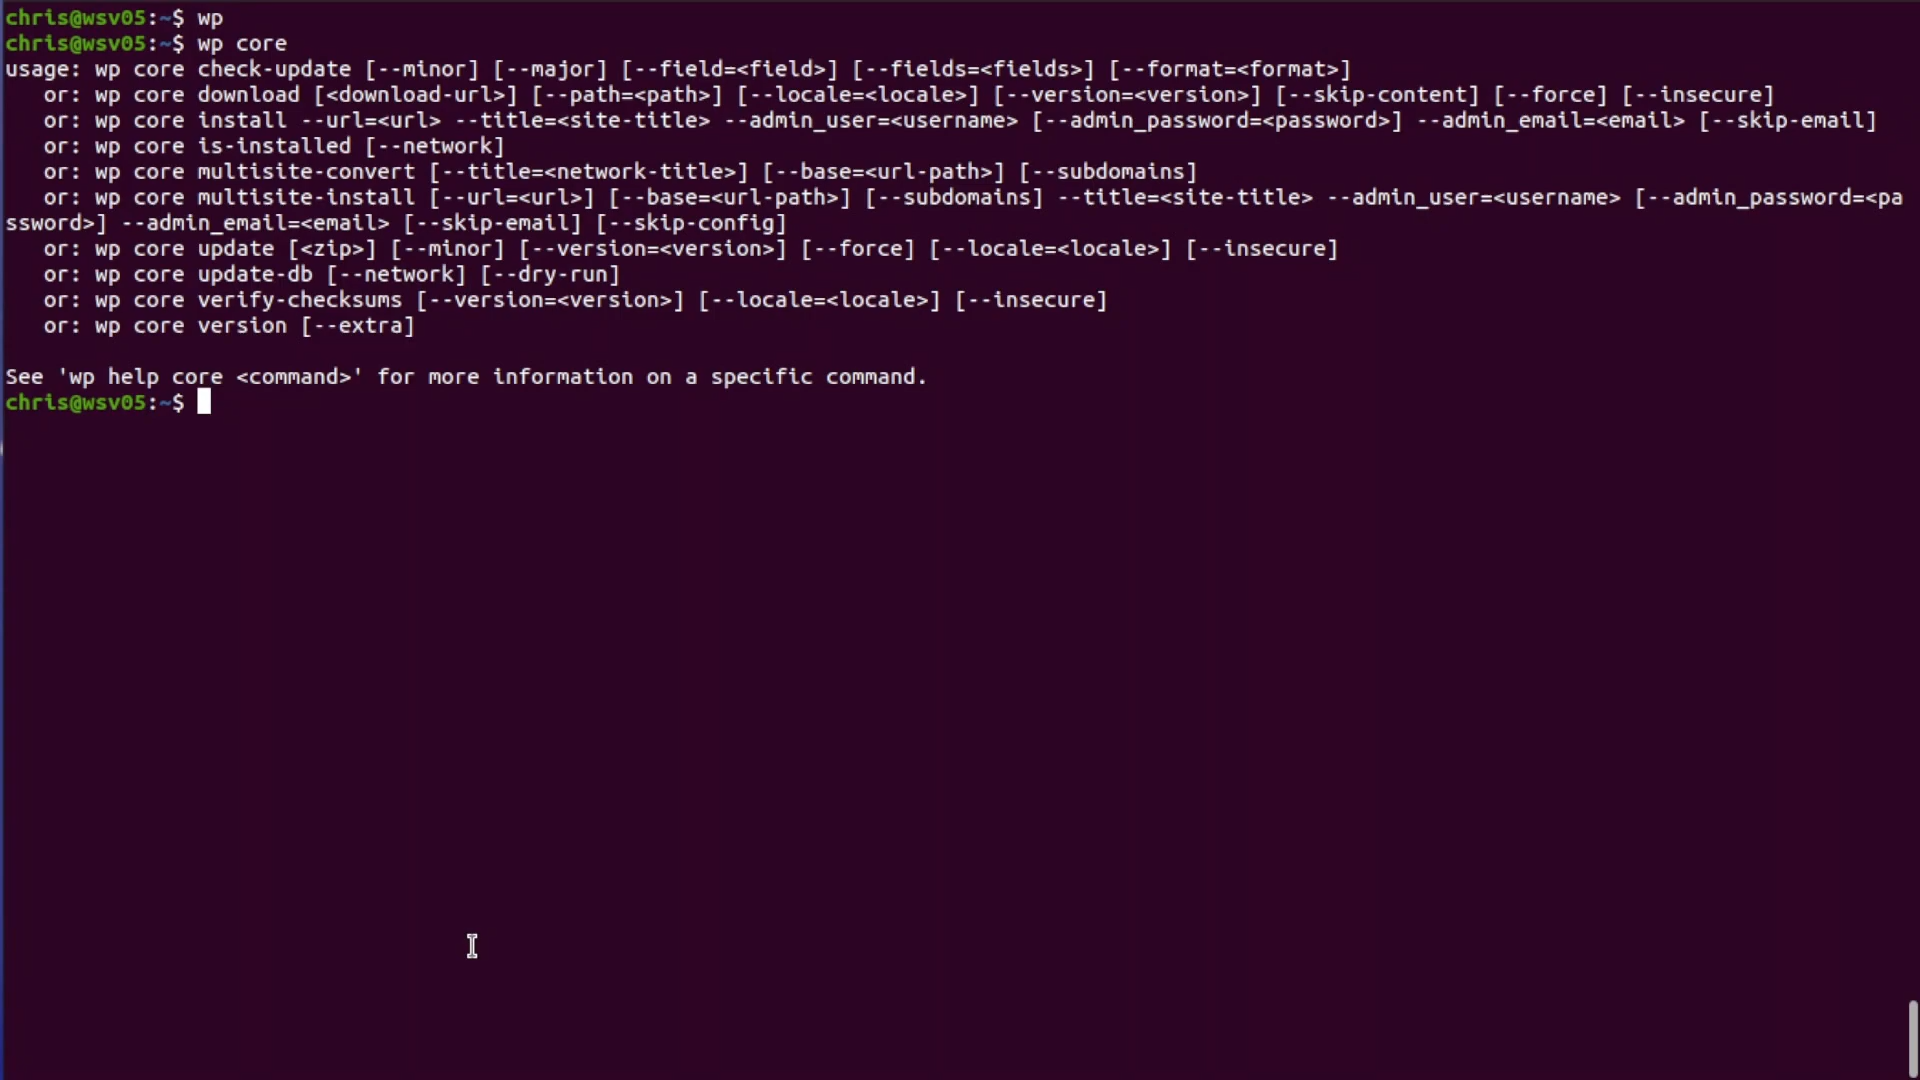 chris@wsv05:~$ wp
chris@wsv05:~$ wp core
usage: wp core check-update [--minor] [--major] [--field=<field>] [--fields=<fields>] [--format=<format>]
   or: wp core download [<download-url>] [--path=<path>] [--locale=<locale>] [--version=<version>] [--skip-content] [--force] [--insecure]
   or: wp core install --url=<url> --title=<site-title> --admin_user=<username> [--admin_password=<password>] --admin_email=<email> [--skip-email]
   or: wp core is-installed [--network]
   or: wp core multisite-convert [--title=<network-title>] [--base=<url-path>] [--subdomains]
   or: wp core multisite-install [--url=<url>] [--base=<url-path>] [--subdomains] --title=<site-title> --admin_user=<username> [--admin_password=<pa
ssword>] --admin_email=<email> [--skip-email] [--skip-config]
   or: wp core update [<zip>] [--minor] [--version=<version>] [--force] [--locale=<locale>] [--insecure]
   or: wp core update-db [--network] [--dry-run]
   or: wp core verify-checksums [--version=<version>] [--locale=<locale>] [--insecure]
   or: wp core version [--extra]

See 'wp help core <command>' for more information on a specific command.
chris@wsv05:~$